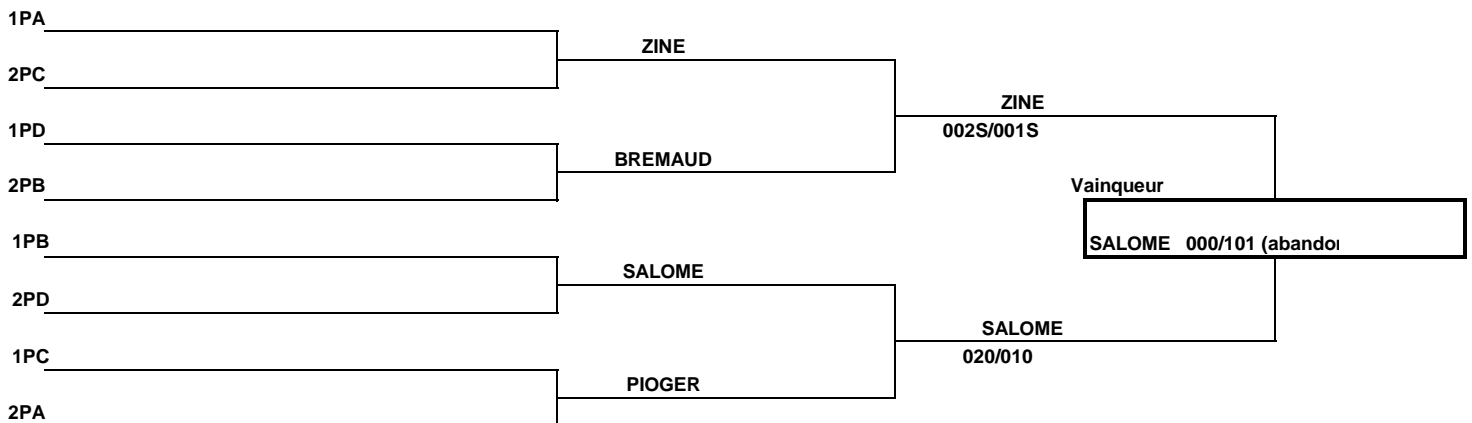 1PA
ZINE
2PC
ZINE
1PD
002S/001S
BREMAUD
2PB
Vainqueur
1PB
SALOME 000/101 (abandon
SALOME
2PD
SALOME
1PC
020/010
PIOGER
2PA